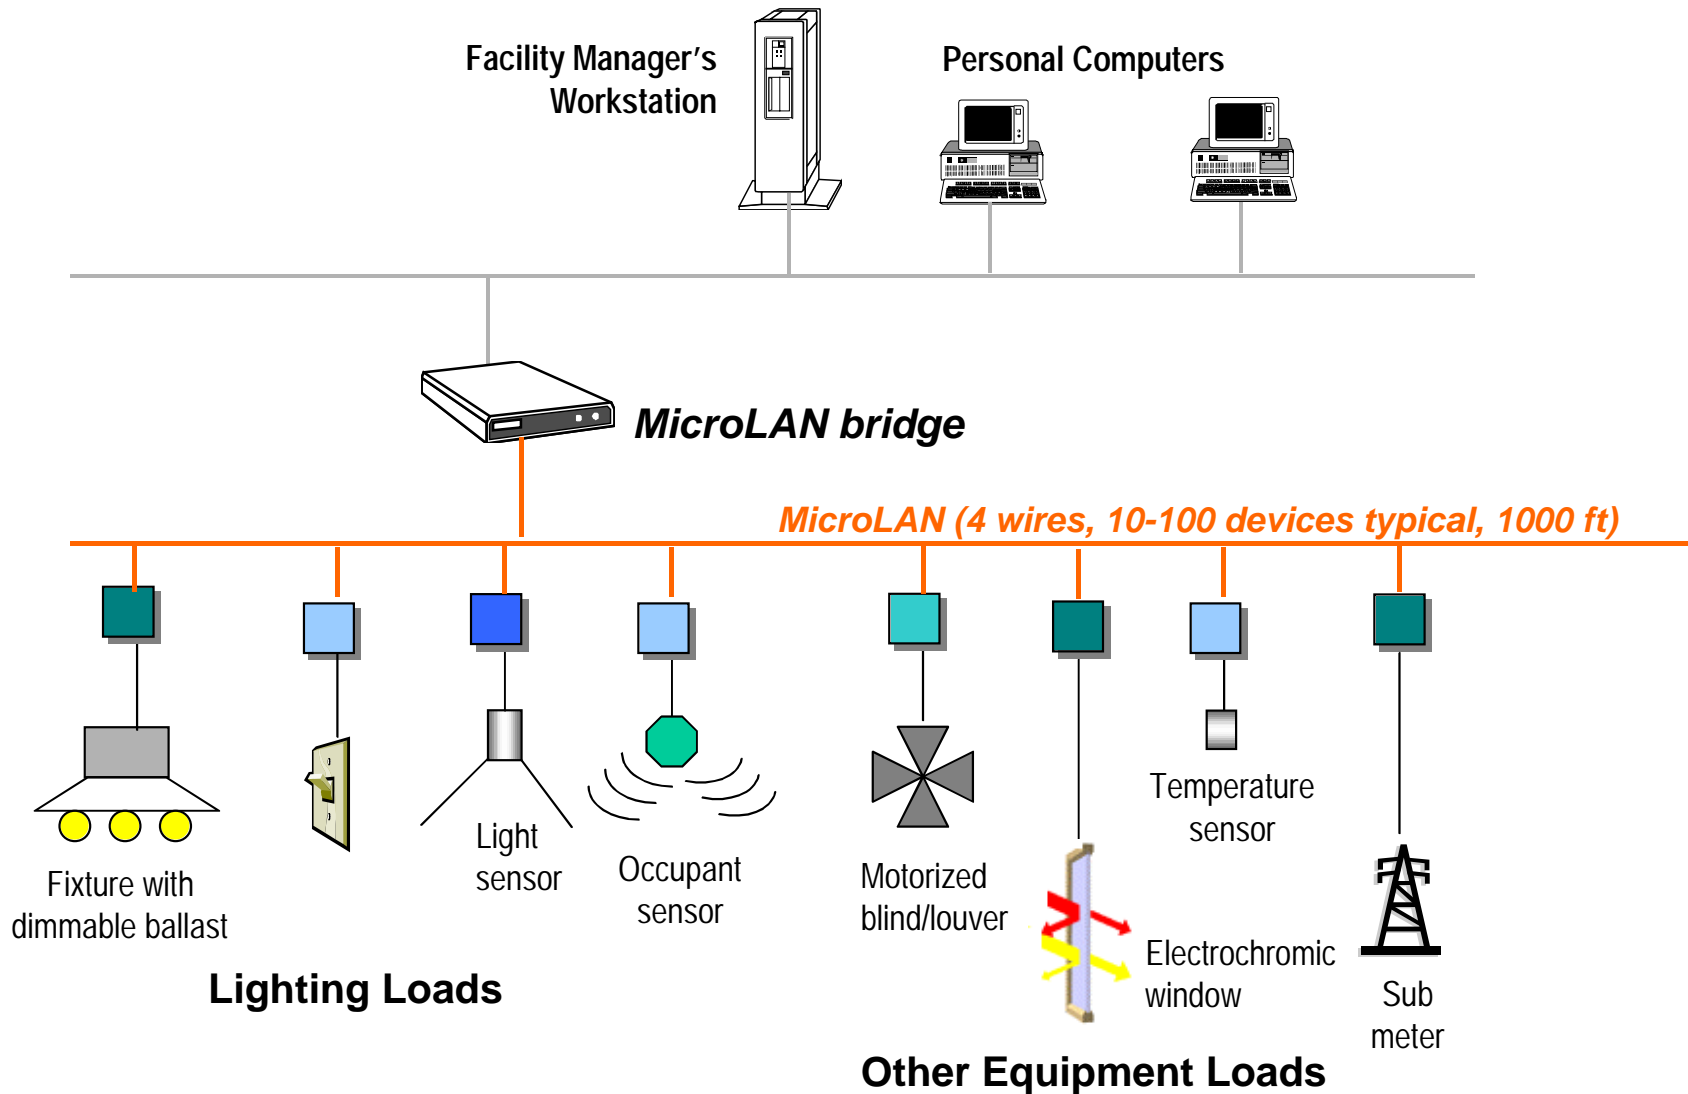 Facility Manager's
Workstation
Personal Computers
MicroLAN bridge
MicroLAN (4 wires, 10-100 devices typical, 1000 ft)
Fixture with
dimmable ballast
Light
sensor
Occupant
sensor
Motorized
blind/louver
Temperature
sensor
Electrochromic
window
Sub
meter
Lighting Loads
Other Equipment Loads